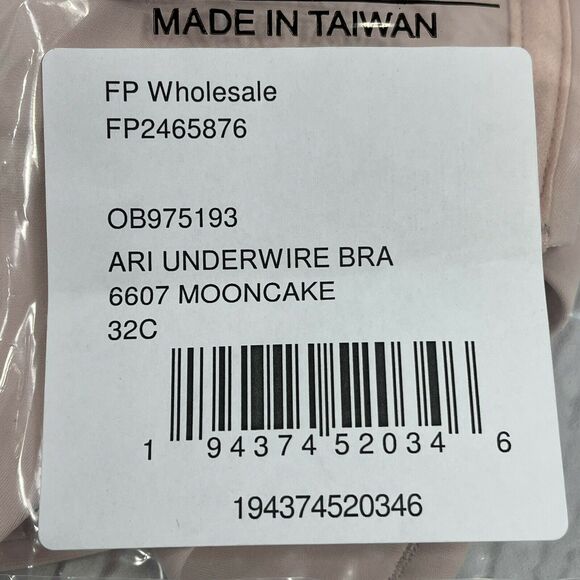 MADE IN TAIWAN
FP Wholesale
FP2465876
OB975193
ARI UNDERWIRE BRA
6607 MOONCAKE
32C
1 94374 52034 6
194374520346